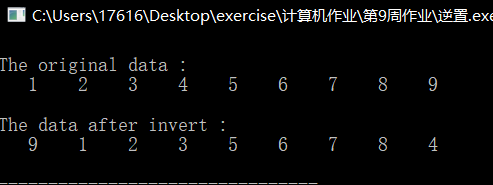 C:\Users\17616\Desktop\exercise\计算机作业\第9周作业\逆置.exe
The original data :
1 2 3 4 5 6 7 8 9
The data after invert :
9 1 2 3 5 6 7 8 4
--------------------------------